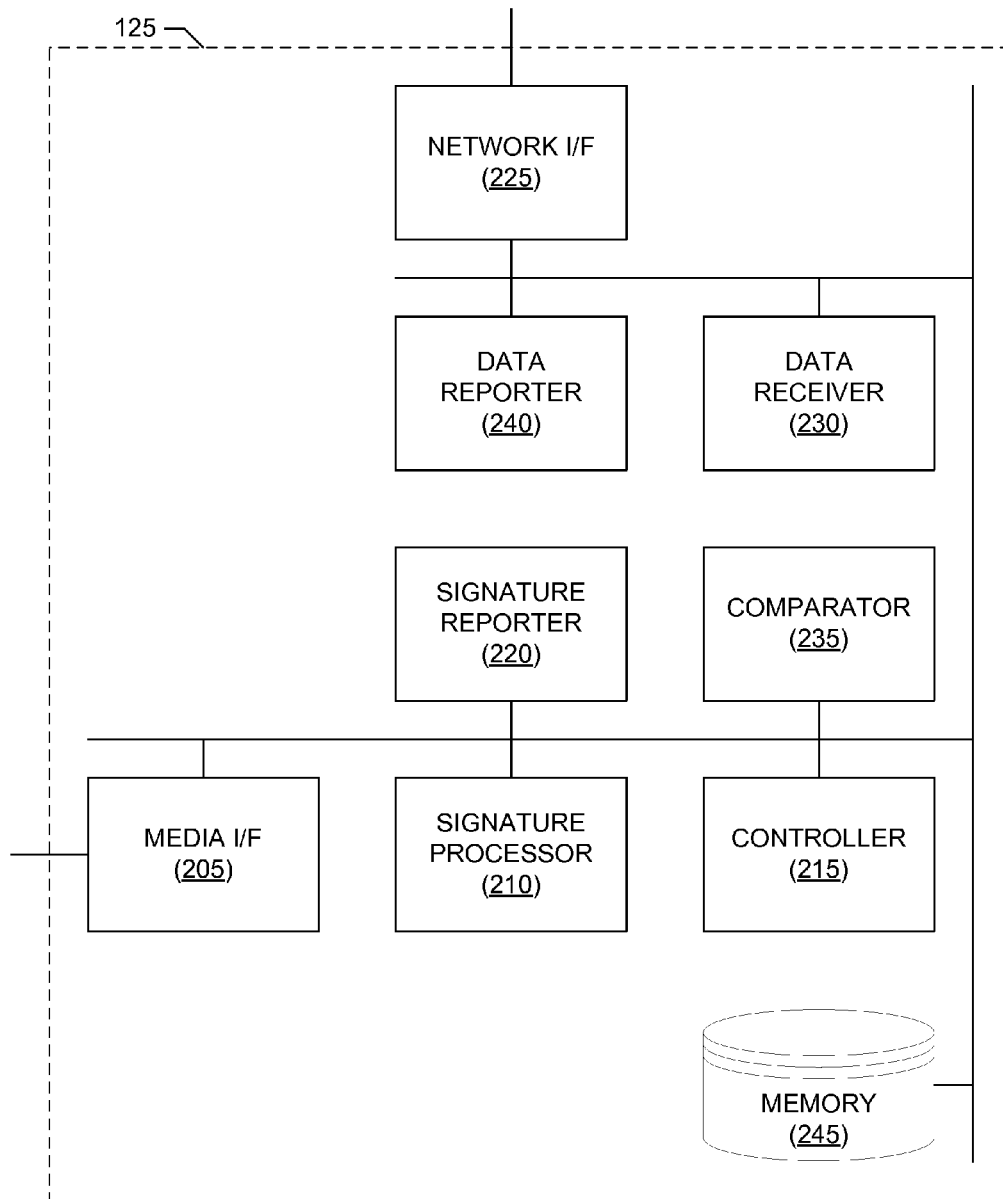 125
NETWORK I/F
(225)
DATA
REPORTER
(240)
DATA
RECEIVER
(230)
SIGNATURE
REPORTER
(220)
COMPARATOR
(235)
MEDIA I/F
(205)
SIGNATURE
PROCESSOR
(210)
CONTROLLER
(215)
MEMORY
(245)